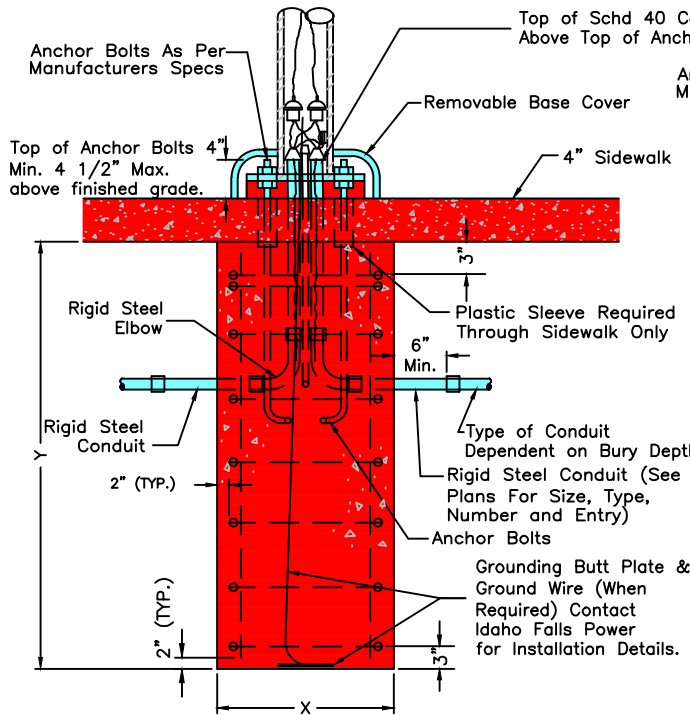 Top of Schd 40 C
Above Top of Anch
Anchor Bolts As Per
Manufacturers Specs
A
M
Removable Base Cover
Top of Anchor Bolts 4"
Min. 4 1/2" Max.
above finished grade.
4" Sidewalk
3"
Rigid Steel
Elbow
Plastic Sleeve Required
Through Sidewalk Only
6"
Min.
Rigid Steel
Conduit
Type of Conduit
Dependent on Bury Depth
Y
2" (TYP.)
Rigid Steel Conduit (See
Plans For Size, Type,
Number and Entry)
Anchor Bolts
Grounding Butt Plate &
Ground Wire (When
Required) Contact
Idaho Falls Power
for Installation Details.
2" (TYP.)
3"
X